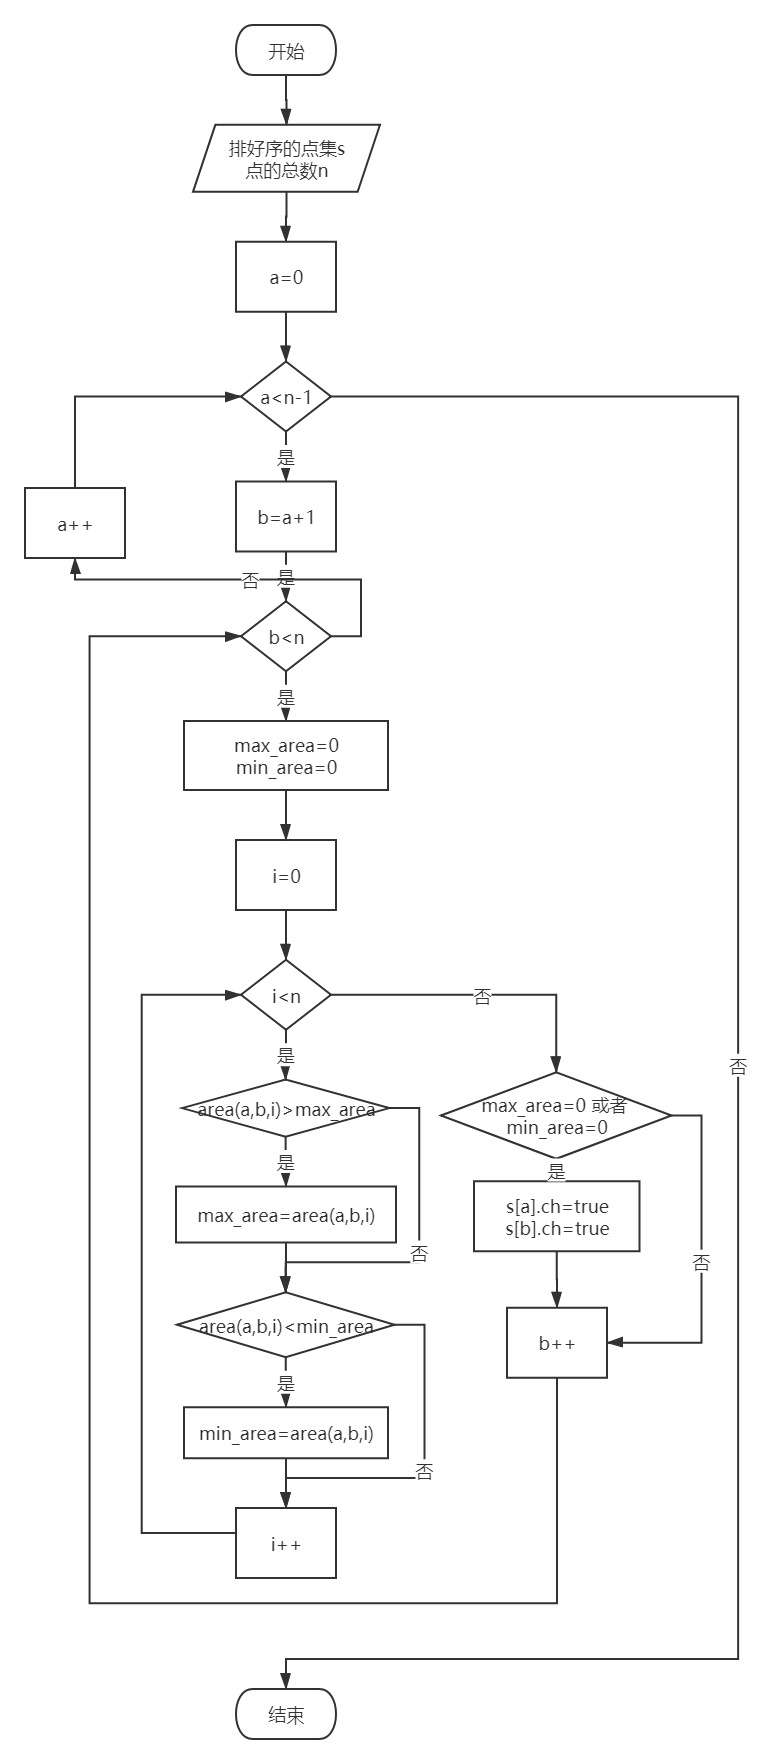 开始
排好序的点集s
点的总数n
a=0
a<n-1
是
a++
b=a+1
否
是
b<n
是
max_area=0
min_area=0
i=0
i<n
否
是
否
area(a,b,i)>max_area
max_area=0 或者
min_area=0
是
是
max_area=area(a,b,i)
s[a].ch=true
s[b].ch=true
否
否
area(a,b,i)<min_area
b++
是
min_area=area(a,b,i)
否
i++
结束